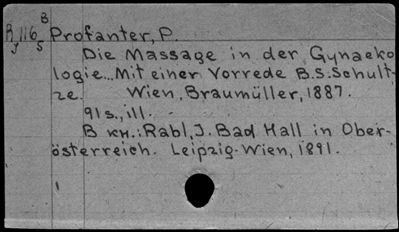 B
R,116 Profanter, P.
5
Die Massage in der Gynaeko
logie... Mit einer Vorrede B.S. Schult-
ze. Wien, Braumüller, 1887.
91 s., ill.
В кн.: Rabl, J. Bad Hall in Ober-
österreich. Leipzig-Wien, 1891.
1